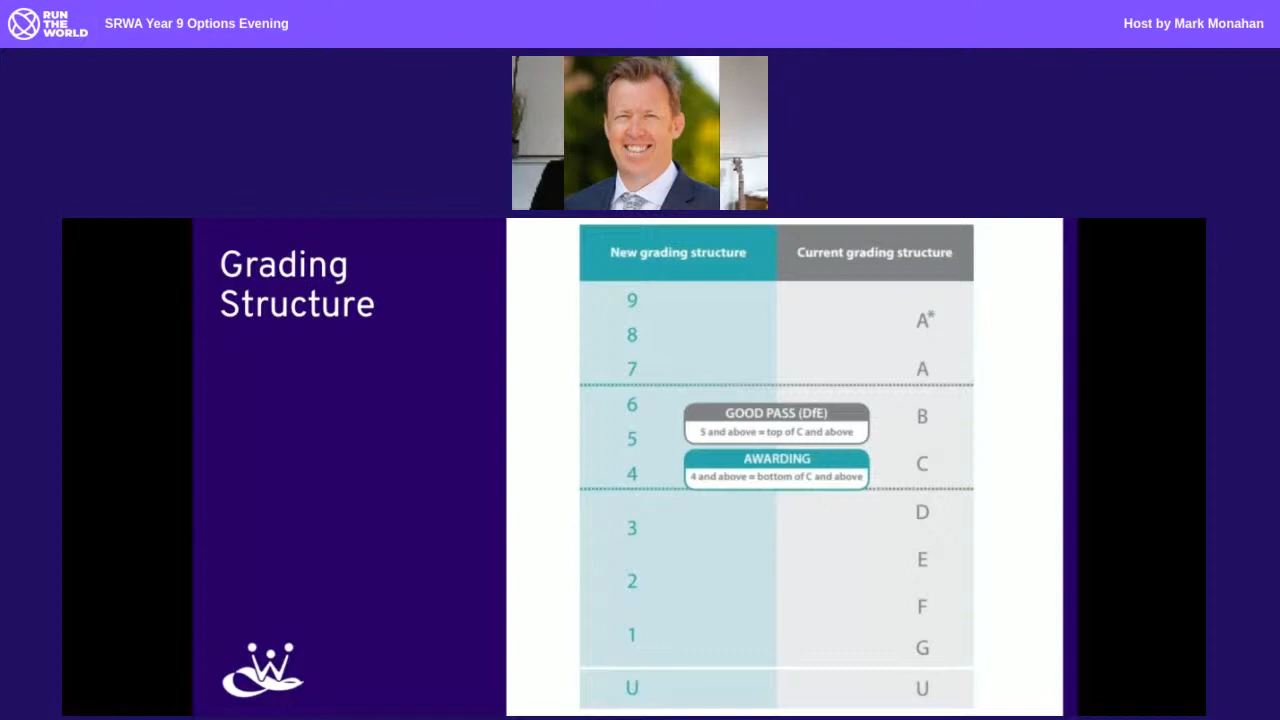 RUN
THE
WORLD
SRWA Year 9 Options Evening
Host by Mark Monahan
Grading
Structure
New grading structure
Current grading structure
9
8
7
6
5
4
3
2
1
U
A*
A
B
C
D
E
F
G
U
GOOD PASS (DfE)
5 and above = top of C and above
AWARDING
4 and above = bottom of C and above
W